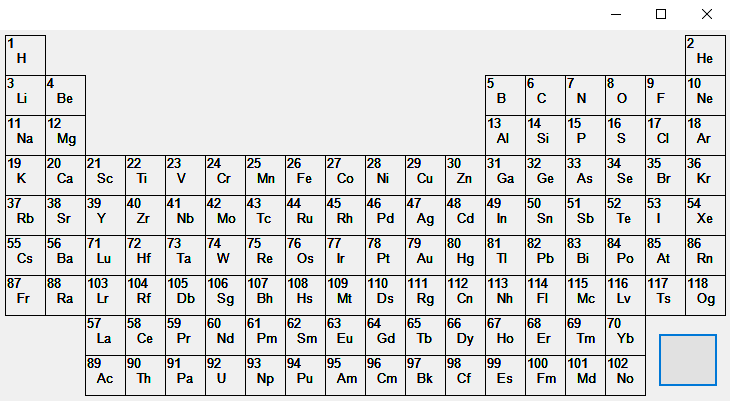 1 2
H He
3 4 5 6 7 8 9 10
Li Be B C N O F Ne
11 12 13 14 15 16 17 18
Na Mg Al Si P S Cl Ar
19 20 21 22 23 24 25 26 27 28 29 30 31 32 33 34 35 36
K Ca Sc Ti V Cr Mn Fe Co Ni Cu Zn Ga Ge As Se Br Kr
37 38 39 40 41 42 43 44 45 46 47 48 49 50 51 52 53 54
Rb Sr Y Zr Nb Mo Tc Ru Rh Pd Ag Cd In Sn Sb Te I Xe
55 56 71 72 73 74 75 76 77 78 79 80 81 82 83 84 85 86
Cs Ba Lu Hf Ta W Re Os Ir Pt Au Hg Tl Pb Bi Po At Rn
87 88 103 104 105 106 107 108 109 110 111 112 113 114 115 116 117 118
Fr Ra Lr Rf Db Sg Bh Hs Mt Ds Rg Cn Nh Fl Mc Lv Ts Og
57 58 59 60 61 62 63 64 65 66 67 68 69 70
La Ce Pr Nd Pm Sm Eu Gd Tb Dy Ho Er Tm Yb
89 90 91 92 93 94 95 96 97 98 99 100 101 102
Ac Th Pa U Np Pu Am Cm Bk Cf Es Fm Md No